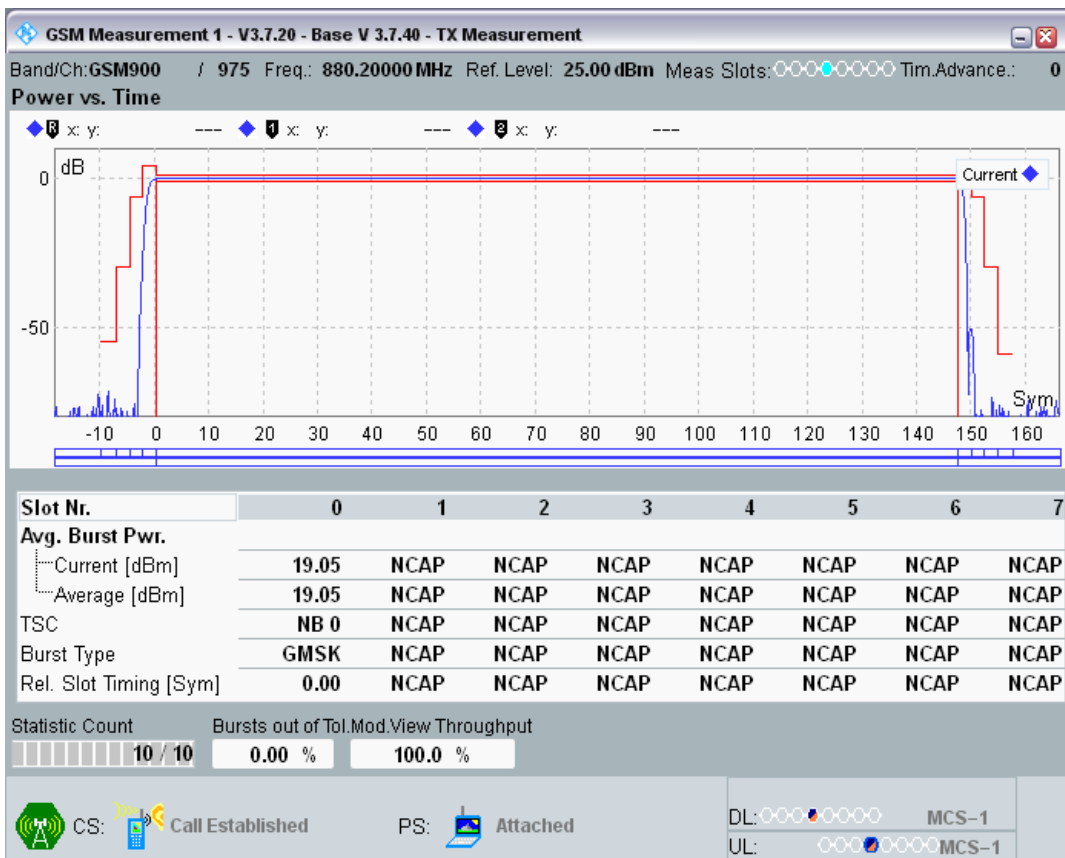 GSM Measurement 1 - V3.7.20 - Base V 3.7.40 - TX Measurement
Band/Ch:GSM900 / 975 Freq.: 880.20000 MHz Ref. Level: 25.00 dBm Meas Slots: Tim.Advance.: 0
Power vs. Time
R x: y: --- 1 x: y: --- 2 x: y: ---
dB
Current
0
-50
Sym
-10 0 10 20 30 40 50 60 70 80 90 100 110 120 130 140 150 160
Slot Nr. 0 1 2 3 4 5 6 7
Avg. Burst Pwr.
Current [dBm] 19.05 NCAP NCAP NCAP NCAP NCAP NCAP NCAP
Average [dBm] 19.05 NCAP NCAP NCAP NCAP NCAP NCAP NCAP
TSC NB 0 NCAP NCAP NCAP NCAP NCAP NCAP NCAP
Burst Type GMSK NCAP NCAP NCAP NCAP NCAP NCAP NCAP
Rel. Slot Timing [Sym] 0.00 NCAP NCAP NCAP NCAP NCAP NCAP NCAP
Statistic Count Bursts out of Tol.Mod.View Throughput
10 / 10 0.00 % 100.0 %
CS: Call Established PS: Attached
DL: MCS-1
UL: MCS-1